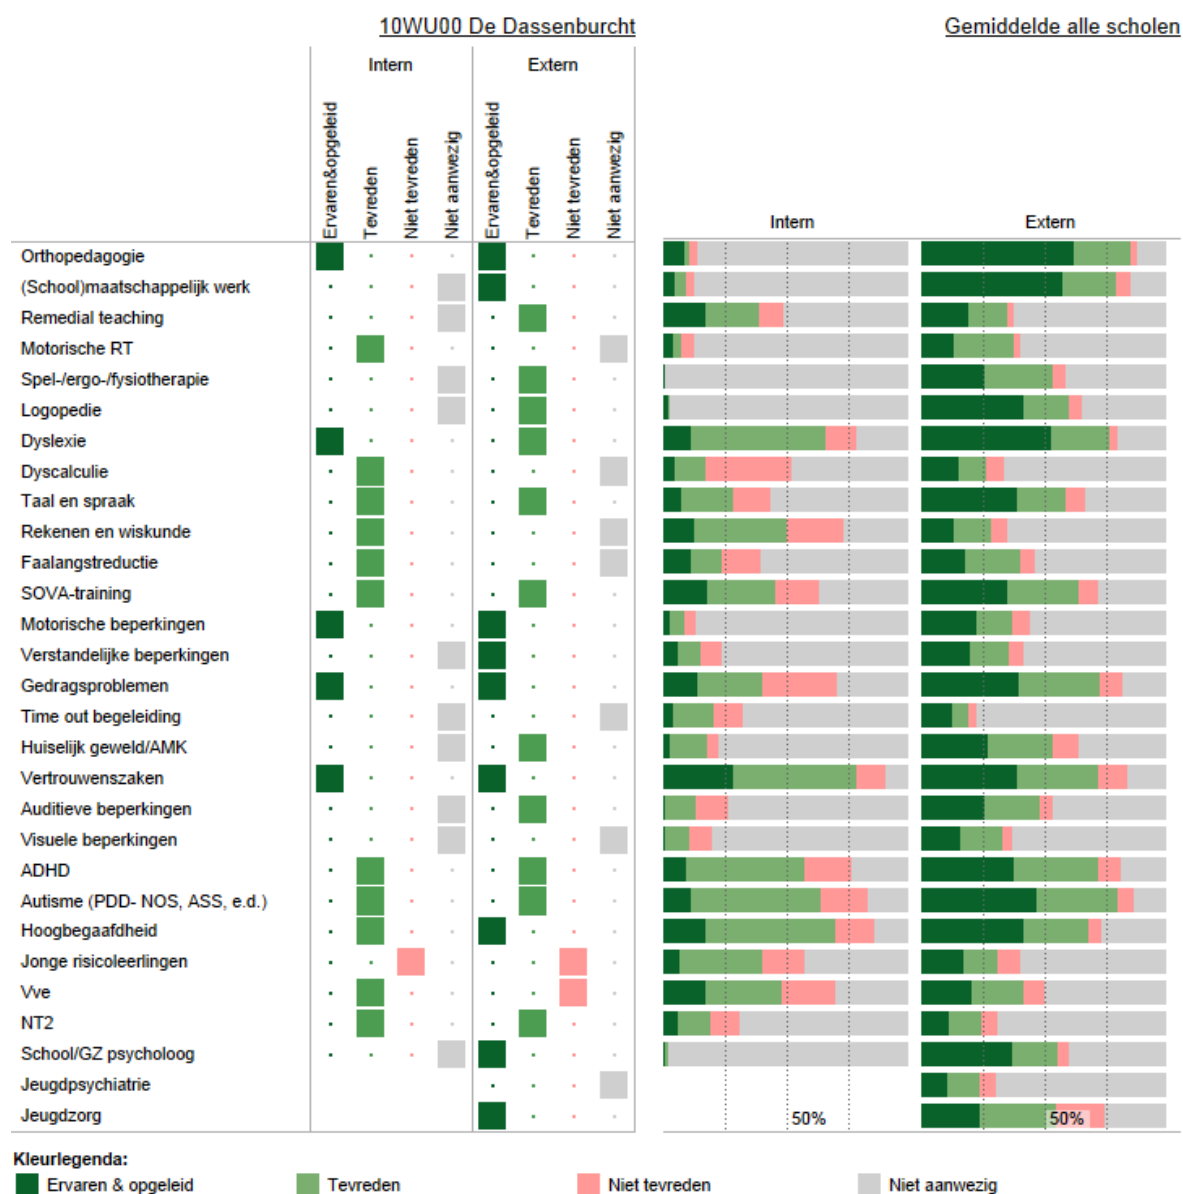 10WU00 De Dassenburcht
Gemiddelde alle scholen
Intern
Extern
Ervaren&opgeleid
Tevreden
Niet tevreden
Niet aanwezig
Ervaren&opgeleid
Tevreden
Niet tevreden
Niet aanwezig
Intern
Extern
Orthopedagogie
(School)maatschappelijk werk
Remedial teaching
Motorische RT
Spel-/ergo-/fysiotherapie
Logopedie
Dyslexie
Dyscalculie
Taal en spraak
Rekenen en wiskunde
Faalangstreductie
SOVA-training
Motorische beperkingen
Verstandelijke beperkingen
Gedragsproblemen
Time out begeleiding
Huiselijk geweld/AMK
Vertrouwenszaken
Auditieve beperkingen
Visuele beperkingen
ADHD
Autisme (PDD- NOS, ASS, e.d.)
Hoogbegaafdheid
Jonge risicoleerlingen
Vve
NT2
School/GZ psycholoog
Jeugdpsychiatrie
Jeugdzorg
50%
50%
Kleurlegenda:
Ervaren & opgeleid
Tevreden
Niet tevreden
Niet aanwezig